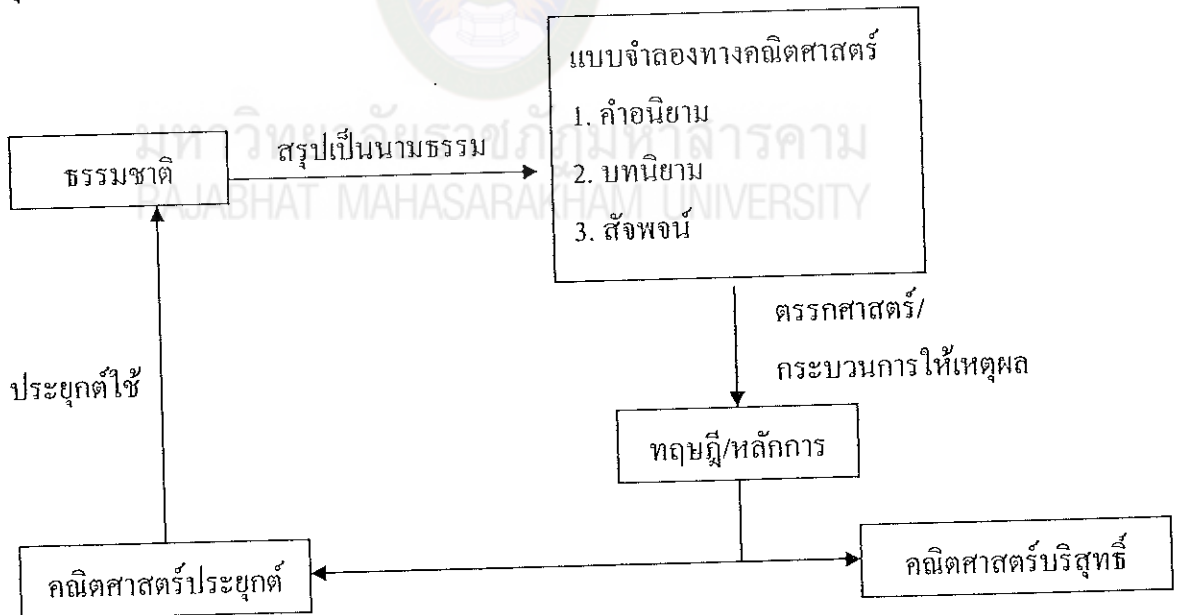 แบบจำลองทางคณิตศาสตร์
1. คำอนิยาม
2. บทนิยาม
3. สัจพจน์
ธรรมชาติ
สรุปเป็นนามธรรม
มหาวิทยาลัยราชภัฏมหาสารคาม
RAJABHAT MAHASARAKHAM UNIVERSITY
ตรรกศาสตร์/
กระบวนการให้เหตุผล
ประยุกต์ใช้
ทฤษฎี/หลักการ
คณิตศาสตร์ประยุกต์
คณิตศาสตร์บริสุทธิ์